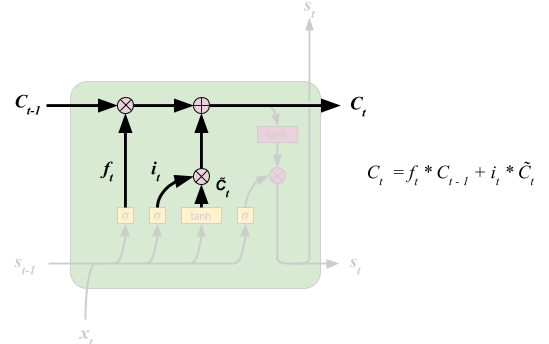 s_t
C_{t-1}
C_t
tanh
f_t
i_t
C̃_t
C_t = f_t * C_{t-1} + i_t * C̃_t
σ
σ
tanh
σ
s_{t-1}
s_t
x_t